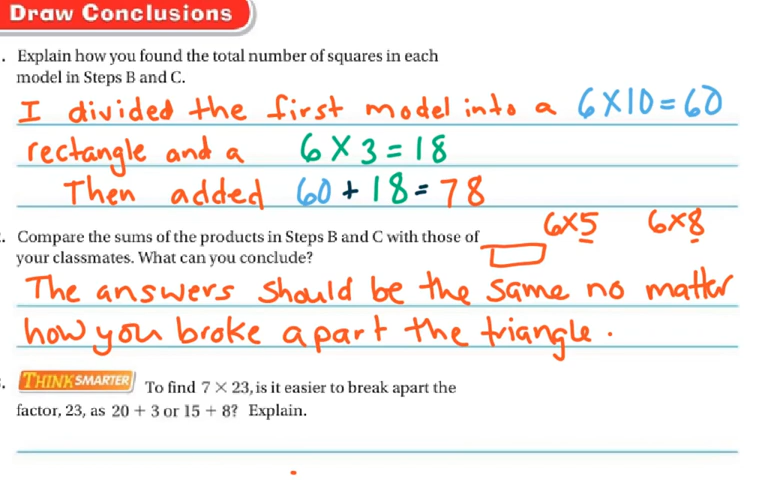 Draw Conclusions
. Explain how you found the total number of squares in each
model in Steps B and C.
I divided the first model into a 6×10=60
rectangle and a 6×3=18
Then added 60+18=78
6×5 6×8
. Compare the sums of the products in Steps B and C with those of
your classmates. What can you conclude?
The answers should be the same no matter
how you broke apart the triangle.
. THINK SMARTER To find 7 × 23, is it easier to break apart the
factor, 23, as 20 + 3 or 15 + 8? Explain.